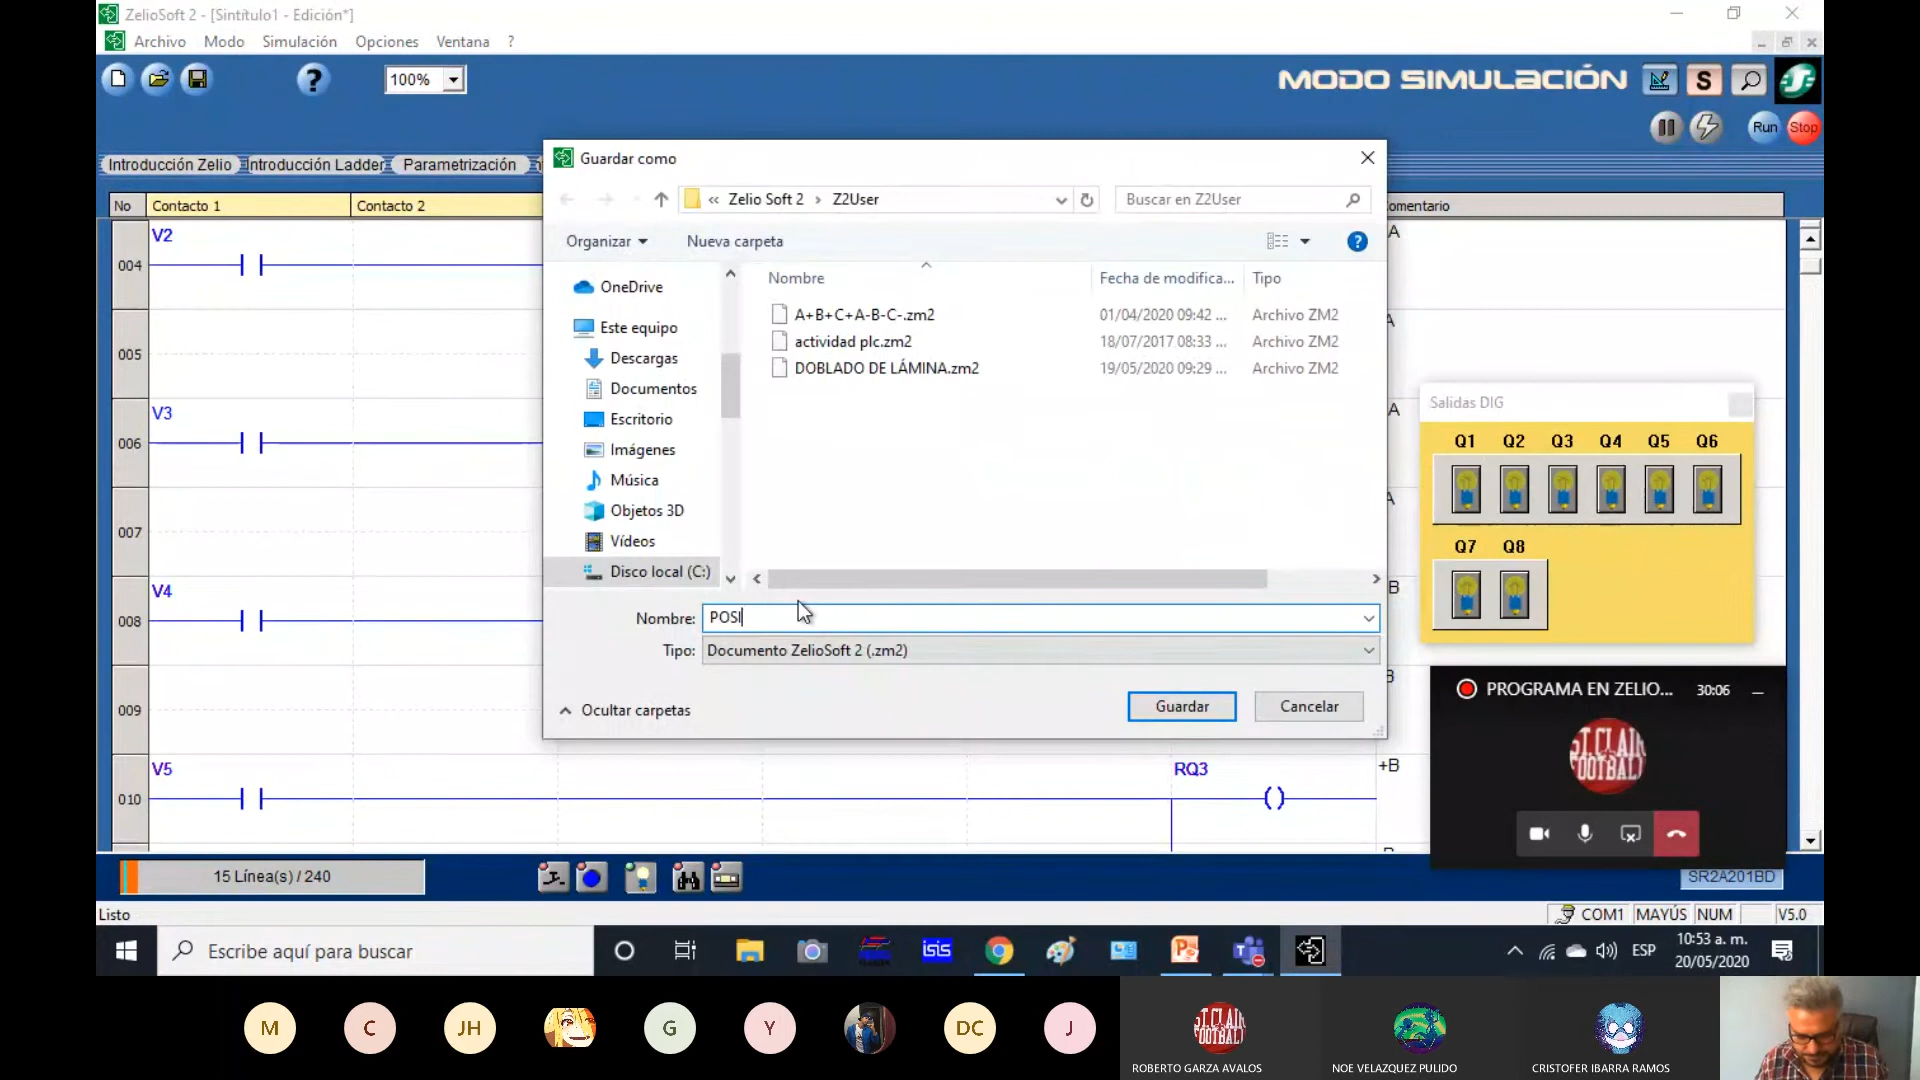 ZelioSoft 2 - [Sintítulo1 - Edición*]
Archivo Modo Simulación Opciones Ventana ?
100%
MODO SIMULACIÓN
S
Run Stop
Introducción Zelio Introducción Ladder Parametrización
No Contacto 1 Contacto 2
omentario
Guardar como
« Zelio Soft 2 › Z2User
Buscar en Z2User
Organizar Nueva carpeta
?
OneDrive
Este equipo
Descargas
Documentos
Escritorio
Imágenes
Música
Objetos 3D
Vídeos
Disco local (C:)
Nombre Fecha de modifica... Tipo
A+B+C+A-B-C-.zm2 01/04/2020 09:42 ... Archivo ZM2
actividad plc.zm2 18/07/2017 08:33 ... Archivo ZM2
DOBLADO DE LÁMINA.zm2 19/05/2020 09:29 ... Archivo ZM2
Nombre: POSI
Tipo: Documento ZelioSoft 2 (.zm2)
Ocultar carpetas
Guardar Cancelar
V2
004
A
005
A
V3
006
A
007
A
V4
008
B
009
B
V5
010
RQ3
+B
Salidas DIG
Q1 Q2 Q3 Q4 Q5 Q6
Q7 Q8
PROGRAMA EN ZELIO... 30:06
ST.CLAIR
FOOTBALL
15 Línea(s) / 240
SR2A201BD
Listo
COM1 MAYÚS NUM V5.0
Escribe aquí para buscar
isis
ESP
10:53 a. m.
20/05/2020
M C JH G Y DC J
ST.CLAIR
FOOTBALL
ROBERTO GARZA AVALOS
NOE VELAZQUEZ PULIDO
CRISTOFER IBARRA RAMOS